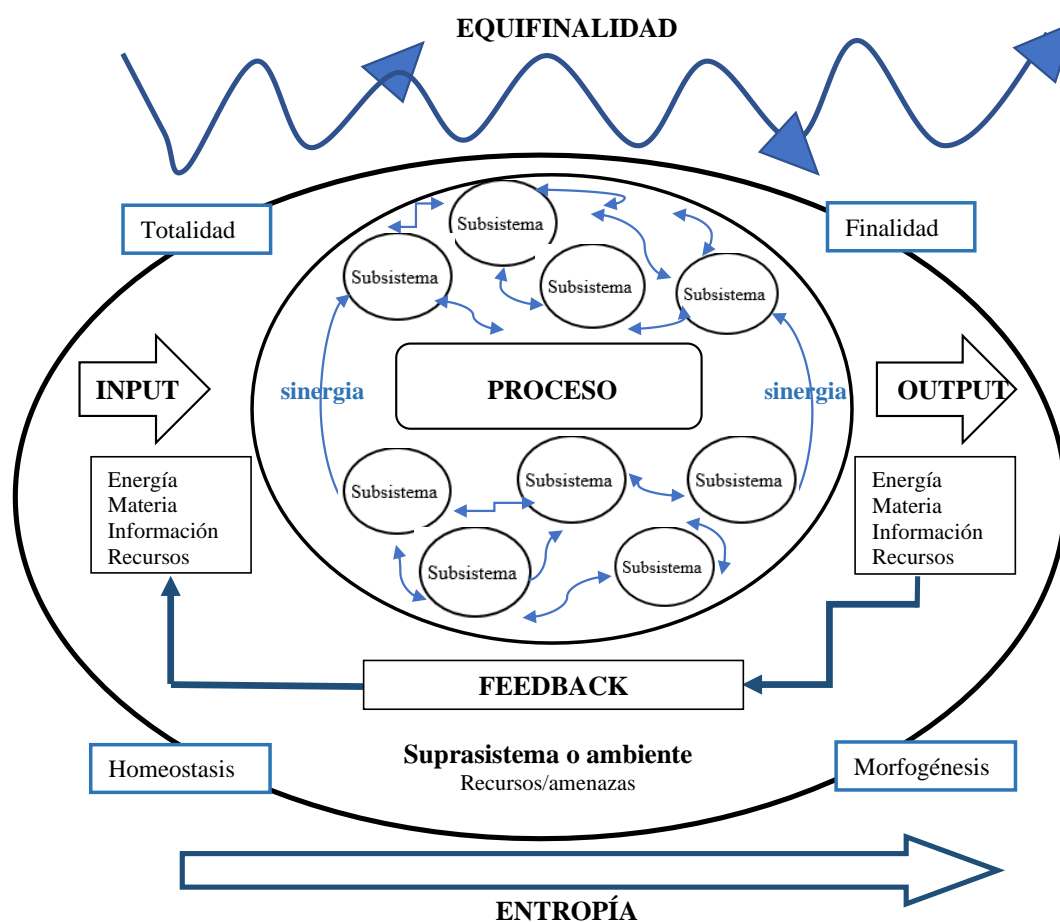 EQUIFINALIDAD
Totalidad
Finalidad
Subsistema
Subsistema
Subsistema
Subsistema
INPUT
sinergia
PROCESO
sinergia
OUTPUT
Energía
Materia
Información
Recursos
Subsistema
Subsistema
Subsistema
Subsistema
Subsistema
Energía
Materia
Información
Recursos
FEEDBACK
Suprasistema o ambiente
Recursos/amenazas
Homeostasis
Morfogénesis
ENTROPÍA